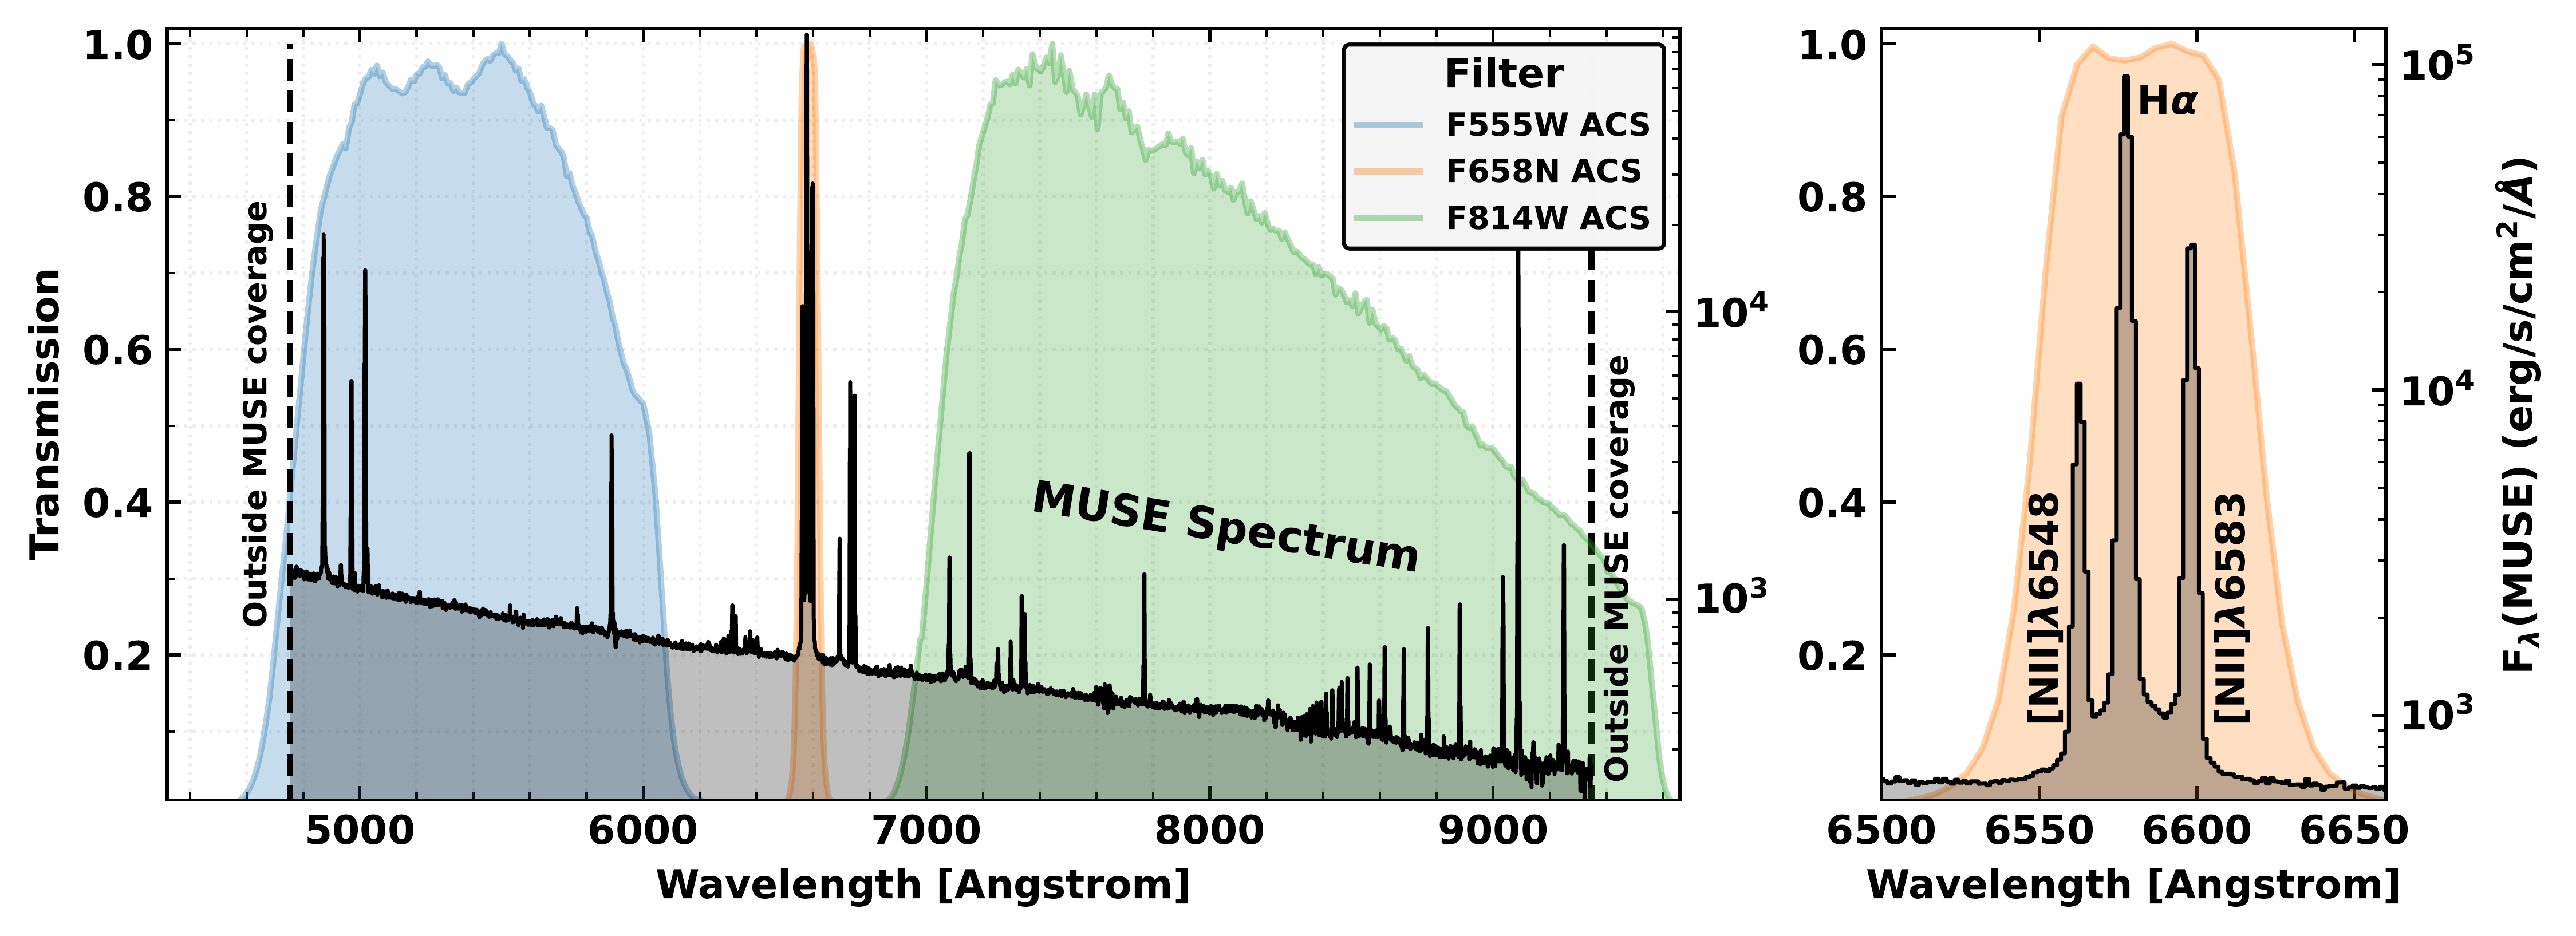 Transmission
1.0
0.8
0.6
0.4
0.2
Outside MUSE coverage
MUSE Spectrum
Outside MUSE coverage
Filter
F555W ACS
F658N ACS
F814W ACS
10⁴
10³
5000 6000 7000 8000 9000
Wavelength [Angstrom]
1.0
0.8
0.6
0.4
0.2
[NII]λ6548
Hα
[NII]λ6583
10⁵
10⁴
10³
F_λ(MUSE) (erg/s/cm²/Å)
6500 6550 6600 6650
Wavelength [Angstrom]